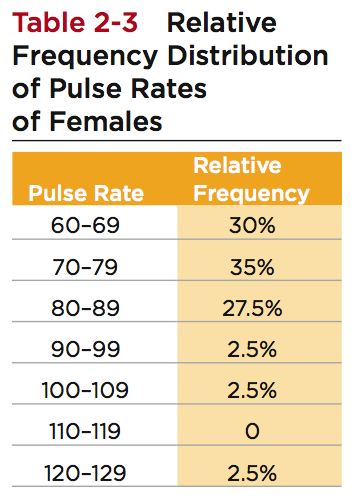 Table 2-3 Relative
Frequency Distribution
of Pulse Rates
of Females
Pulse Rate Relative Frequency
60–69 30%
70–79 35%
80–89 27.5%
90–99 2.5%
100–109 2.5%
110–119 0
120–129 2.5%